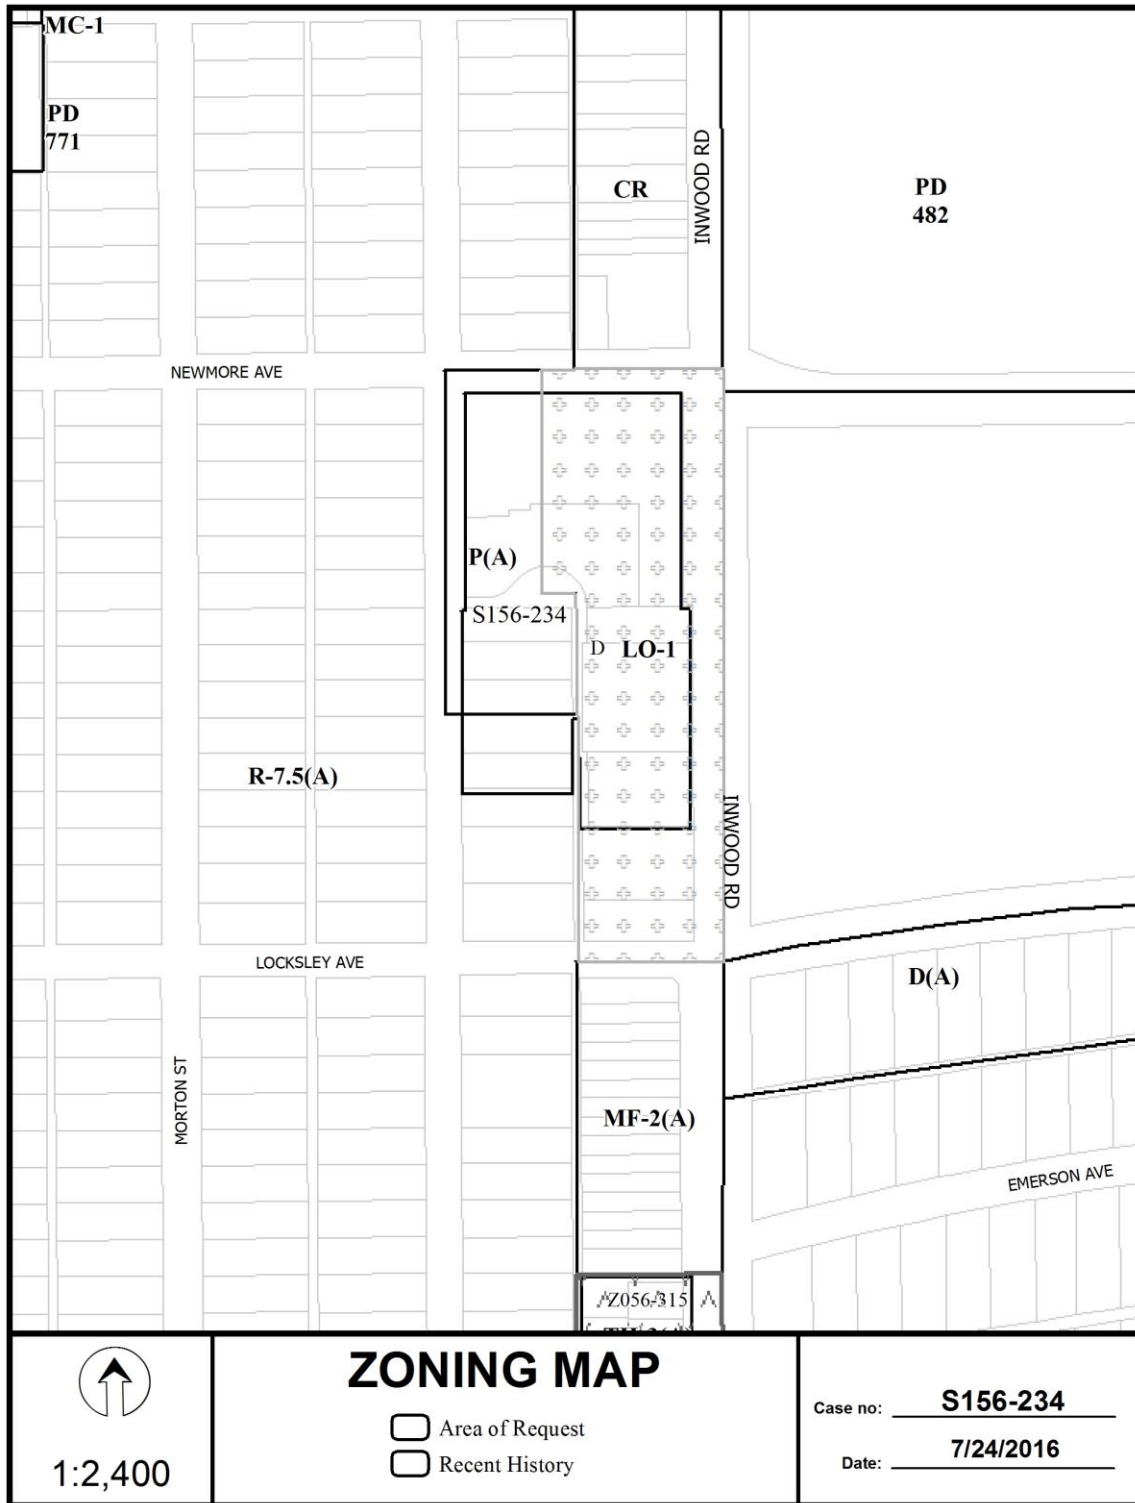 MC-1
PD
771
CR
INWOOD RD
PD
482
NEWMORE AVE
P(A)
S156-234
D LO-1
R-7.5(A)
INWOOD RD
LOCKSLEY AVE
D(A)
MORTON ST
MF-2(A)
EMERSON AVE
Z056-315
ZONING MAP
Area of Request
Recent History
1:2,400
Case no: S156-234
Date: 7/24/2016